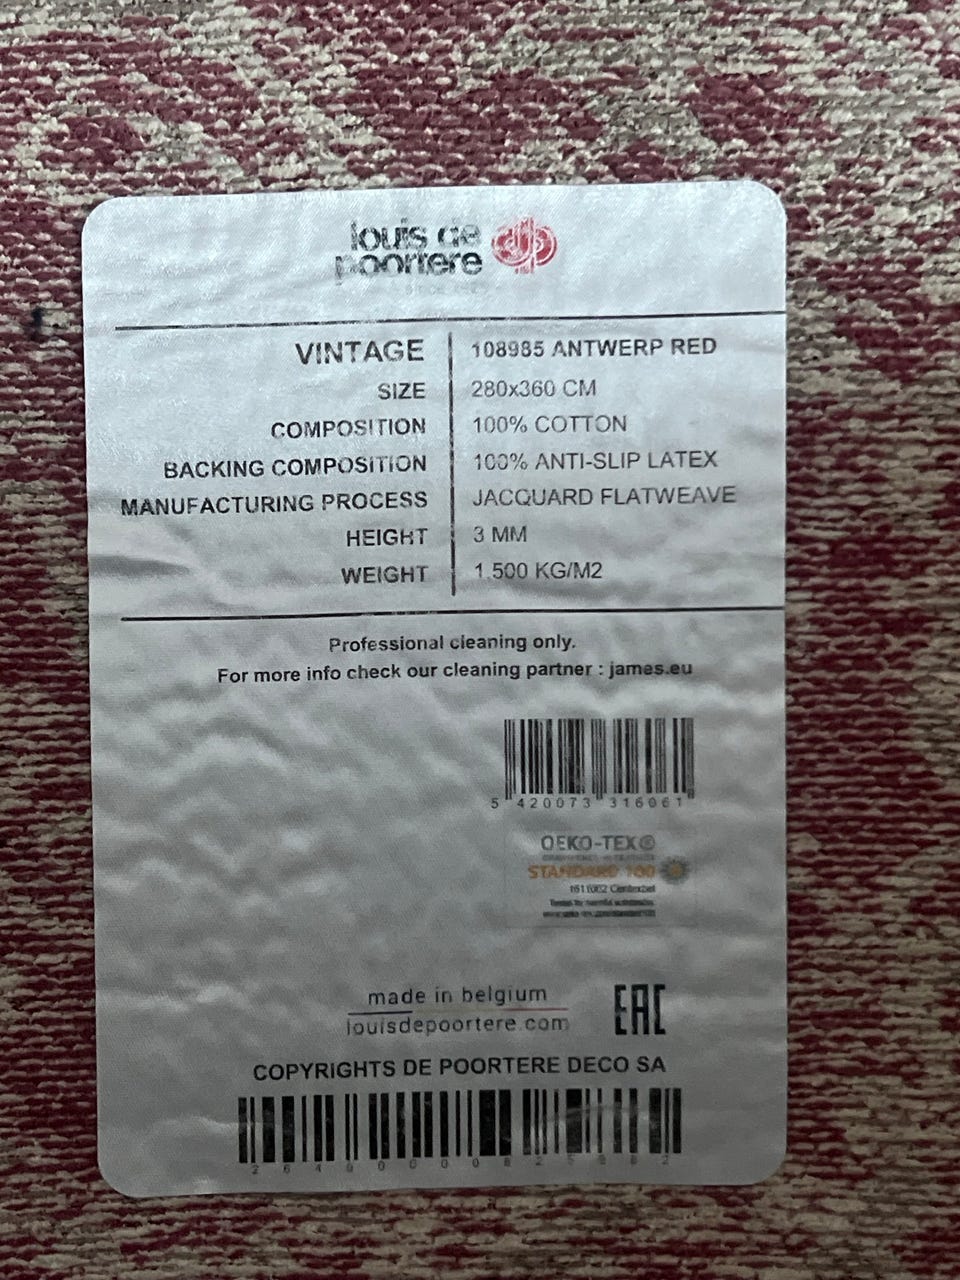 louis de
poortere
VINTAGE 108985 ANTWERP RED
SIZE 280x360 CM
COMPOSITION 100% COTTON
BACKING COMPOSITION 100% ANTI-SLIP LATEX
MANUFACTURING PROCESS JACQUARD FLATWEAVE
HEIGHT 3 MM
WEIGHT 1.500 KG/M2
Professional cleaning only.
For more info check our cleaning partner : james.eu
5 420073 316061
OEKO-TEX®
STANDARD 100
Centexbel
made in belgium
EAC
louisdepoortere.com
COPYRIGHTS DE POORTERE DECO SA